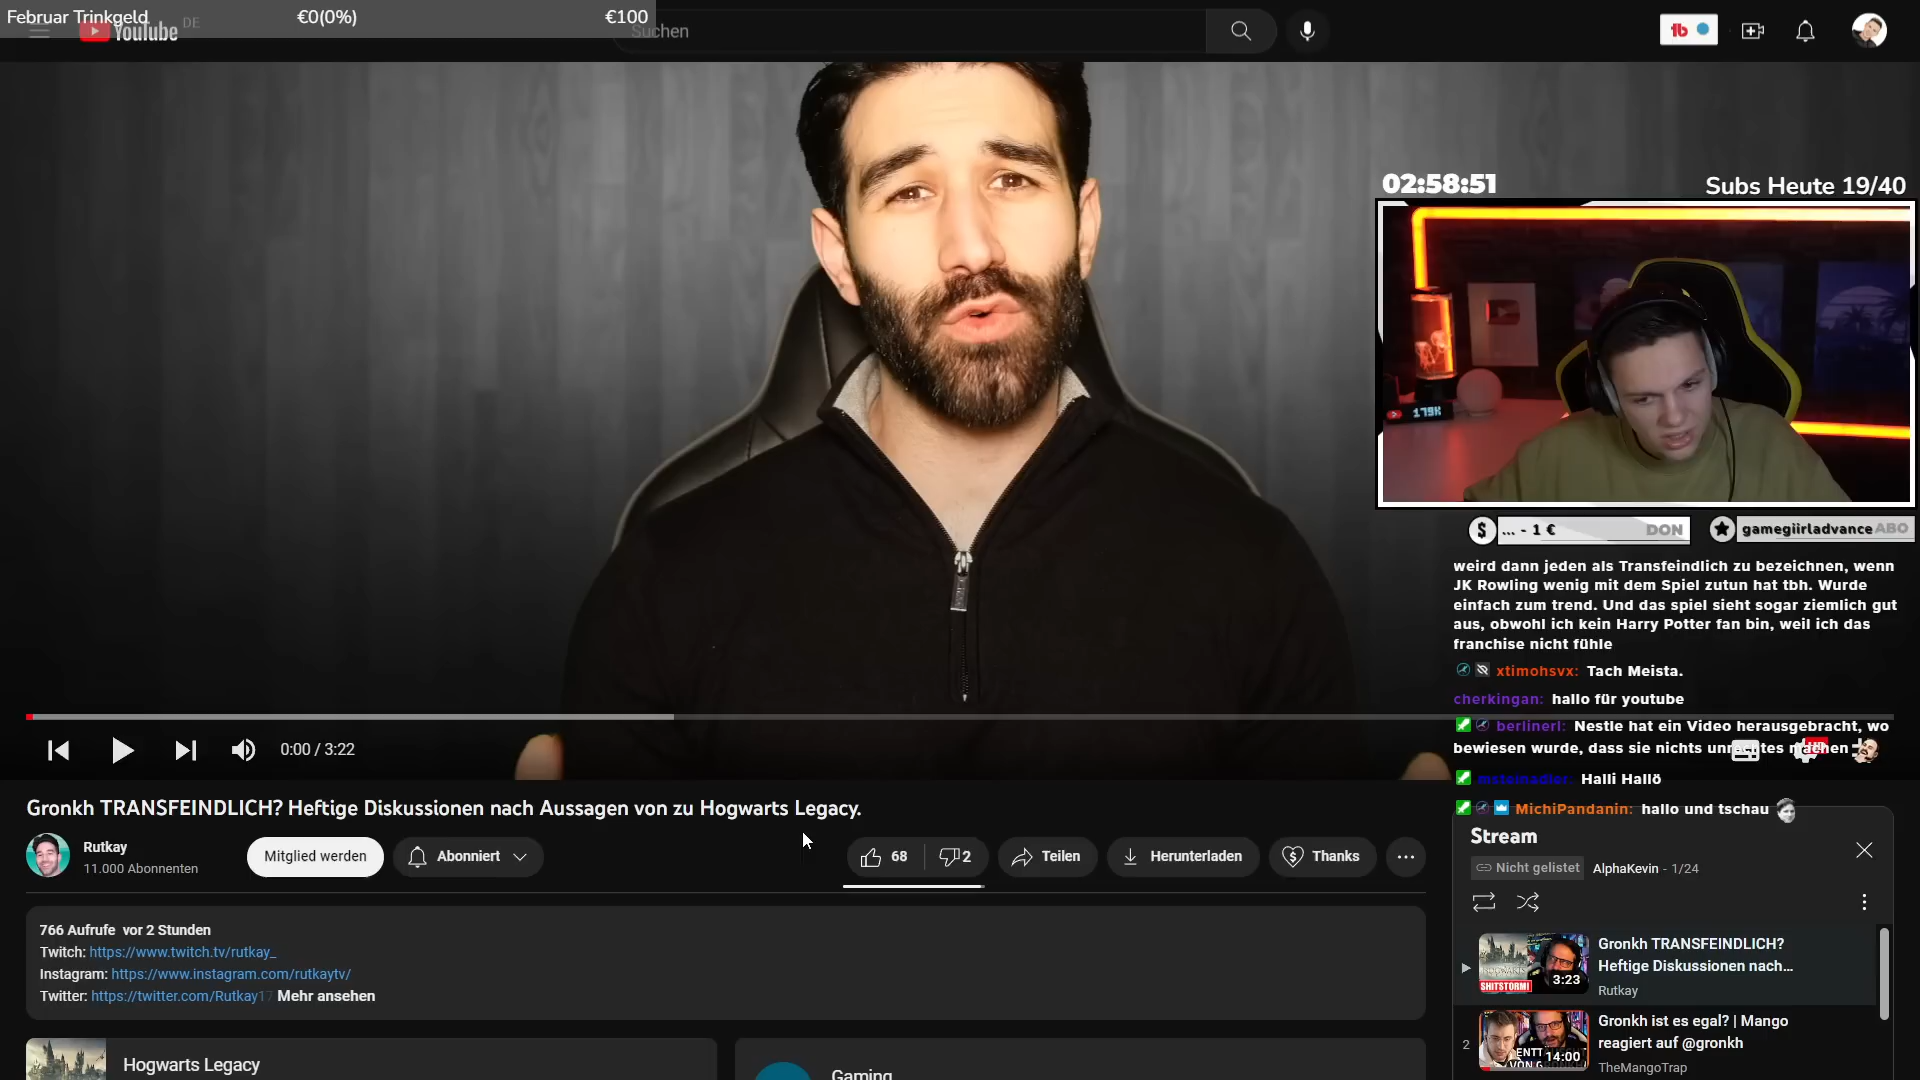 Februar Trinkgeld €0(0%) €100
YouTube DE
Suchen
02:58:51
Subs Heute 19/40
179K
... - 1 € DON
gamegiirladvance ABO
weird dann jeden als Transfeindlich zu bezeichnen, wenn
JK Rowling wenig mit dem Spiel zutun hat tbh. Wurde
einfach zum trend. Und das spiel sieht sogar ziemlich gut
aus, obwohl ich kein Harry Potter fan bin, weil ich das
franchise nicht fühle
xtimohsvx: Tach Meista.
cherkingan: hallo für youtube
berlinerl: Nestle hat ein Video herausgebracht, wo
bewiesen wurde, dass sie nichts unrechtes machen
Halli Hallö
MichiPandanin: hallo und tschau
0:00 / 3:22
Gronkh TRANSFEINDLICH? Heftige Diskussionen nach Aussagen von zu Hogwarts Legacy.
Rutkay
11.000 Abonnenten
Mitglied werden
Abonniert
68
2
Teilen
Herunterladen
Thanks
766 Aufrufe vor 2 Stunden
Twitch: https://www.twitch.tv/rutkay_
Instagram: https://www.instagram.com/rutkaytv/
Twitter: https://twitter.com/Rutkay17 Mehr ansehen
Hogwarts Legacy
Gaming
Stream
Nicht gelistet AlphaKevin - 1/24
SHITSTORM!
3:23
Gronkh TRANSFEINDLICH?
Heftige Diskussionen nach...
Rutkay
2
14:00
Gronkh ist es egal? | Mango
reagiert auf @gronkh
TheMangoTrap